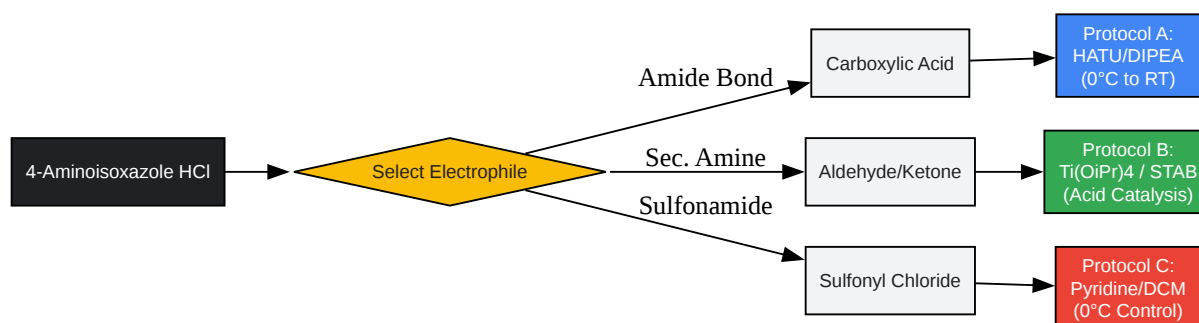 4-Aminoisoxazole HCl
Select Electrophile
Amide Bond
Carboxylic Acid
Protocol A:
HATU/DIPEA
(0°C to RT)
Sec. Amine
Aldehyde/Ketone
Protocol B:
Ti(OiPr)4 / STAB
(Acid Catalysis)
Sulfonamide
Sulfonyl Chloride
Protocol C:
Pyridine/DCM
(0°C Control)